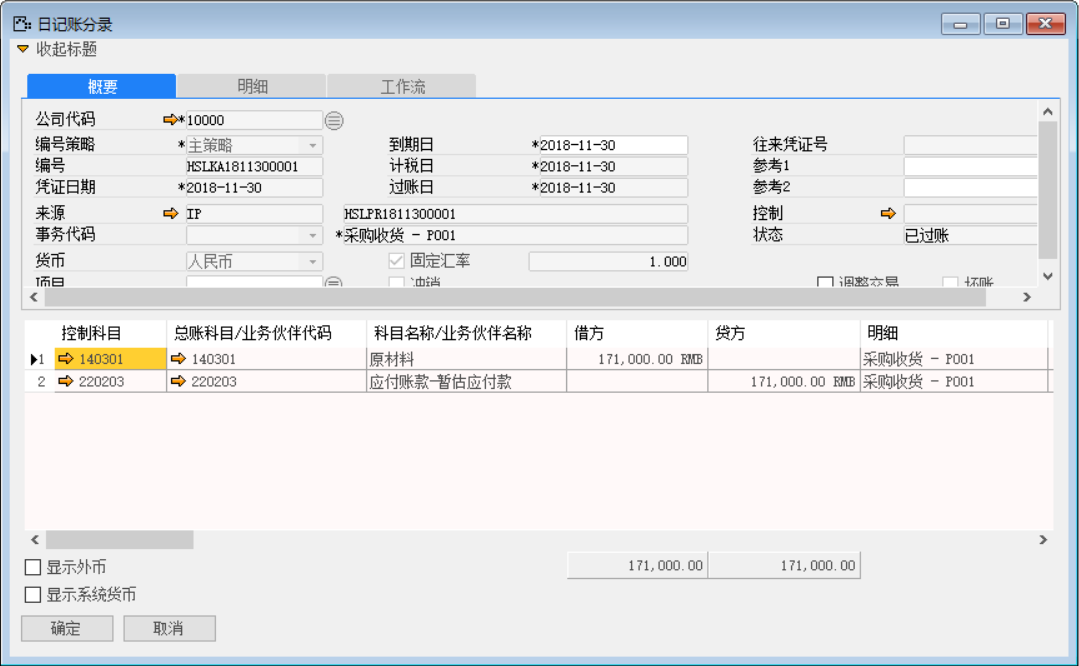 日记账分录
收起标题
概要 明细 工作流
公司代码 *10000
编号策略 *主策略 到期日 *2018-11-30 往来凭证号
编号 HSLKA1811300001 计税日 *2018-11-30 参考1
凭证日期 *2018-11-30 过账日 *2018-11-30 参考2
来源 IP HSLPR1811300001 控制
事务代码 *采购收货 - P001 状态 已过账
货币 人民币 固定汇率 1.000
项目 冲销 调整交易 坏账
控制科目 总账科目/业务伙伴代码 科目名称/业务伙伴名称 借方 贷方 明细
1 140301 140301 原材料 171,000.00 RMB 采购收货 - P001
2 220203 220203 应付账款-暂估应付款 171,000.00 RMB 采购收货 - P001
显示外币 171,000.00 171,000.00
显示系统货币
确定 取消